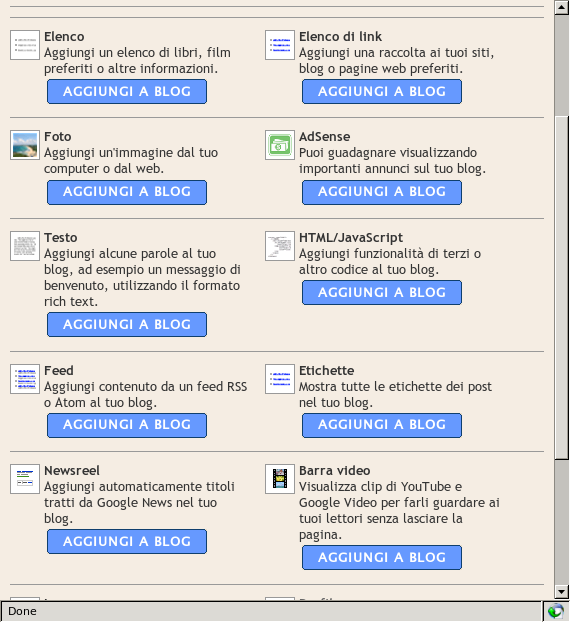 Elenco
Aggiungi un elenco di libri, film
preferiti o altre informazioni.
AGGIUNGI A BLOG
Elenco di link
Aggiungi una raccolta ai tuoi siti,
blog o pagine web preferiti.
AGGIUNGI A BLOG
Foto
Aggiungi un'immagine dal tuo
computer o dal web.
AGGIUNGI A BLOG
AdSense
Puoi guadagnare visualizzando
importanti annunci sul tuo blog.
AGGIUNGI A BLOG
Testo
Aggiungi alcune parole al tuo
blog, ad esempio un messaggio di
benvenuto, utilizzando il formato
rich text.
AGGIUNGI A BLOG
HTML/JavaScript
Aggiungi funzionalità di terzi o
altro codice al tuo blog.
AGGIUNGI A BLOG
Feed
Aggiungi contenuto da un feed RSS
o Atom al tuo blog.
AGGIUNGI A BLOG
Etichette
Mostra tutte le etichette dei post
nel tuo blog.
AGGIUNGI A BLOG
Newsreel
Aggiungi automaticamente titoli
tratti da Google News nel tuo
blog.
AGGIUNGI A BLOG
Barra video
Visualizza clip di YouTube e
Google Video per farli guardare ai
tuoi lettori senza lasciare la
pagina.
AGGIUNGI A BLOG
Done